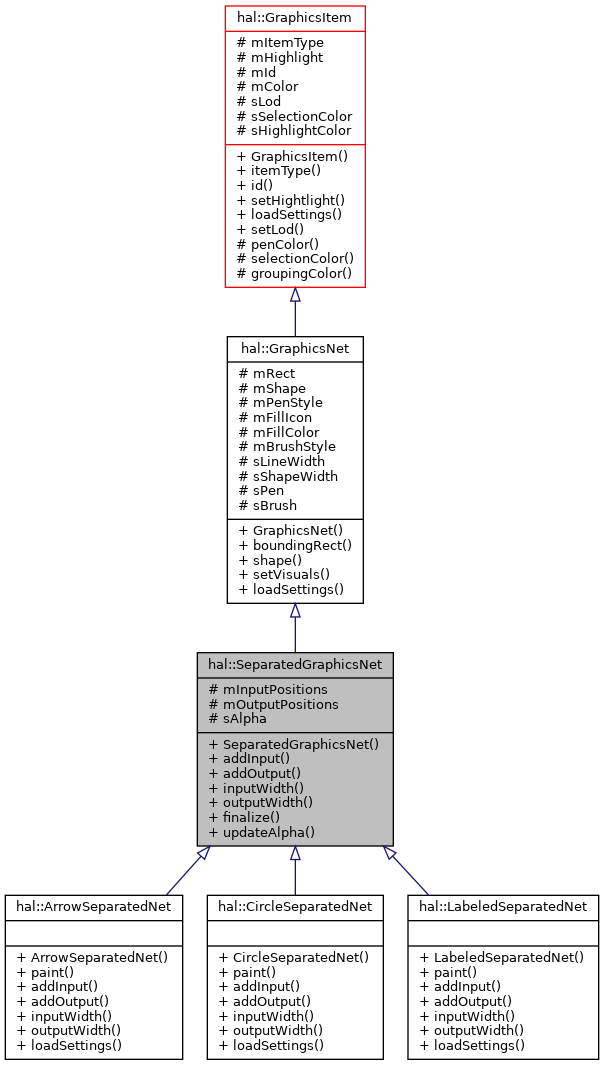 hal::GraphicsItem
# mItemType
# mHighlight
# mId
# mColor
# sLod
# sSelectionColor
# sHighlightColor
+ GraphicsItem()
+ itemType()
+ id()
+ setHightlight()
+ loadSettings()
+ setLod()
# penColor()
# selectionColor()
# groupingColor()
hal::GraphicsNet
# mRect
# mShape
# mPenStyle
# mFillIcon
# mFillColor
# mBrushStyle
# sLineWidth
# sShapeWidth
# sPen
# sBrush
+ GraphicsNet()
+ boundingRect()
+ shape()
+ setVisuals()
+ loadSettings()
hal::SeparatedGraphicsNet
# mInputPositions
# mOutputPositions
# sAlpha
+ SeparatedGraphicsNet()
+ addInput()
+ addOutput()
+ inputWidth()
+ outputWidth()
+ finalize()
+ updateAlpha()
hal::ArrowSeparatedNet
+ ArrowSeparatedNet()
+ paint()
+ addInput()
+ addOutput()
+ inputWidth()
+ outputWidth()
+ loadSettings()
hal::CircleSeparatedNet
+ CircleSeparatedNet()
+ paint()
+ addInput()
+ addOutput()
+ inputWidth()
+ outputWidth()
+ loadSettings()
hal::LabeledSeparatedNet
+ LabeledSeparatedNet()
+ paint()
+ addInput()
+ addOutput()
+ inputWidth()
+ outputWidth()
+ loadSettings()